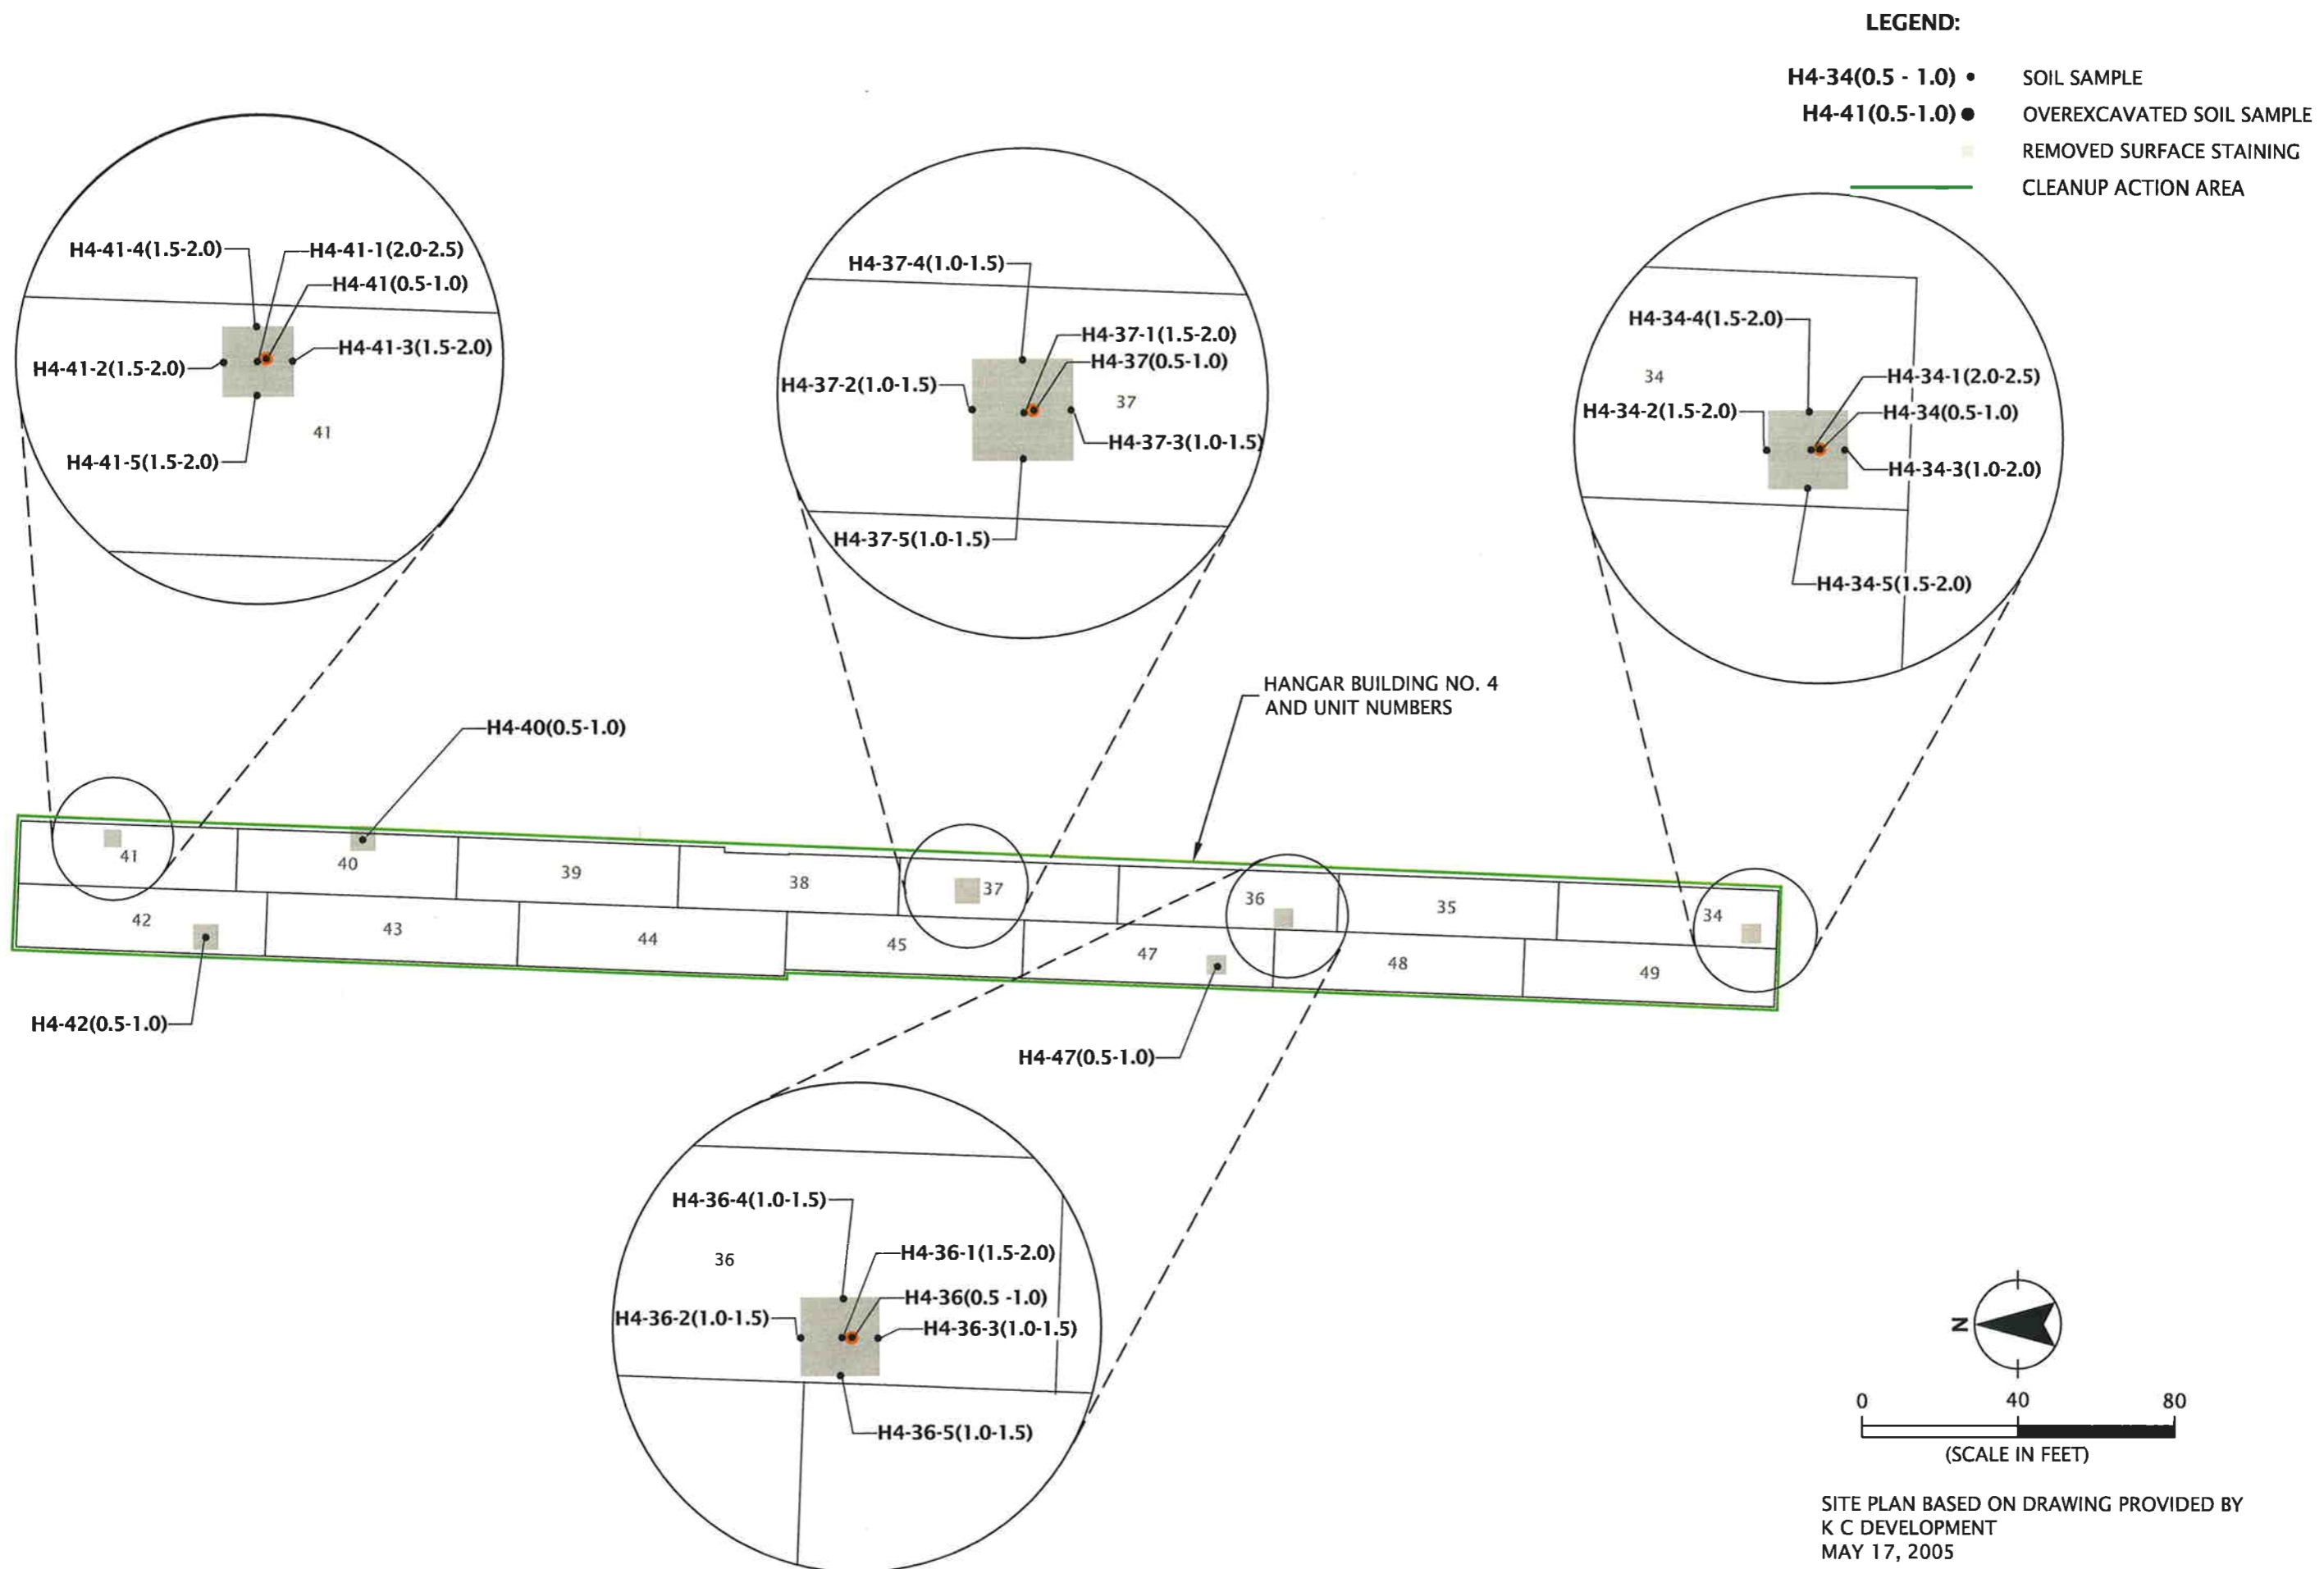 LEGEND:
H4-34(0.5 - 1.0) SOIL SAMPLE
H4-41(0.5-1.0) OVEREXCAVATED SOIL SAMPLE
REMOVED SURFACE STAINING
CLEANUP ACTION AREA
H4-41-4(1.5-2.0)
H4-41-1(2.0-2.5)
H4-41(0.5-1.0)
H4-41-3(1.5-2.0)
H4-41-2(1.5-2.0)
41
H4-41-5(1.5-2.0)
H4-37-4(1.0-1.5)
H4-37-1(1.5-2.0)
H4-37(0.5-1.0)
H4-37-2(1.0-1.5)
37
H4-37-3(1.0-1.5)
H4-37-5(1.0-1.5)
H4-34-4(1.5-2.0)
34
H4-34-1(2.0-2.5)
H4-34-2(1.5-2.0)
H4-34(0.5-1.0)
H4-34-3(1.0-2.0)
H4-34-5(1.5-2.0)
HANGAR BUILDING NO. 4
AND UNIT NUMBERS
H4-40(0.5-1.0)
41
40
39
38
37
36
35
34
42
43
44
45
47
48
49
H4-42(0.5-1.0)
H4-47(0.5-1.0)
H4-36-4(1.0-1.5)
36
H4-36-1(1.5-2.0)
H4-36(0.5 -1.0)
H4-36-2(1.0-1.5)
H4-36-3(1.0-1.5)
H4-36-5(1.0-1.5)
N
0 40 80
(SCALE IN FEET)
SITE PLAN BASED ON DRAWING PROVIDED BY
K C DEVELOPMENT
MAY 17, 2005